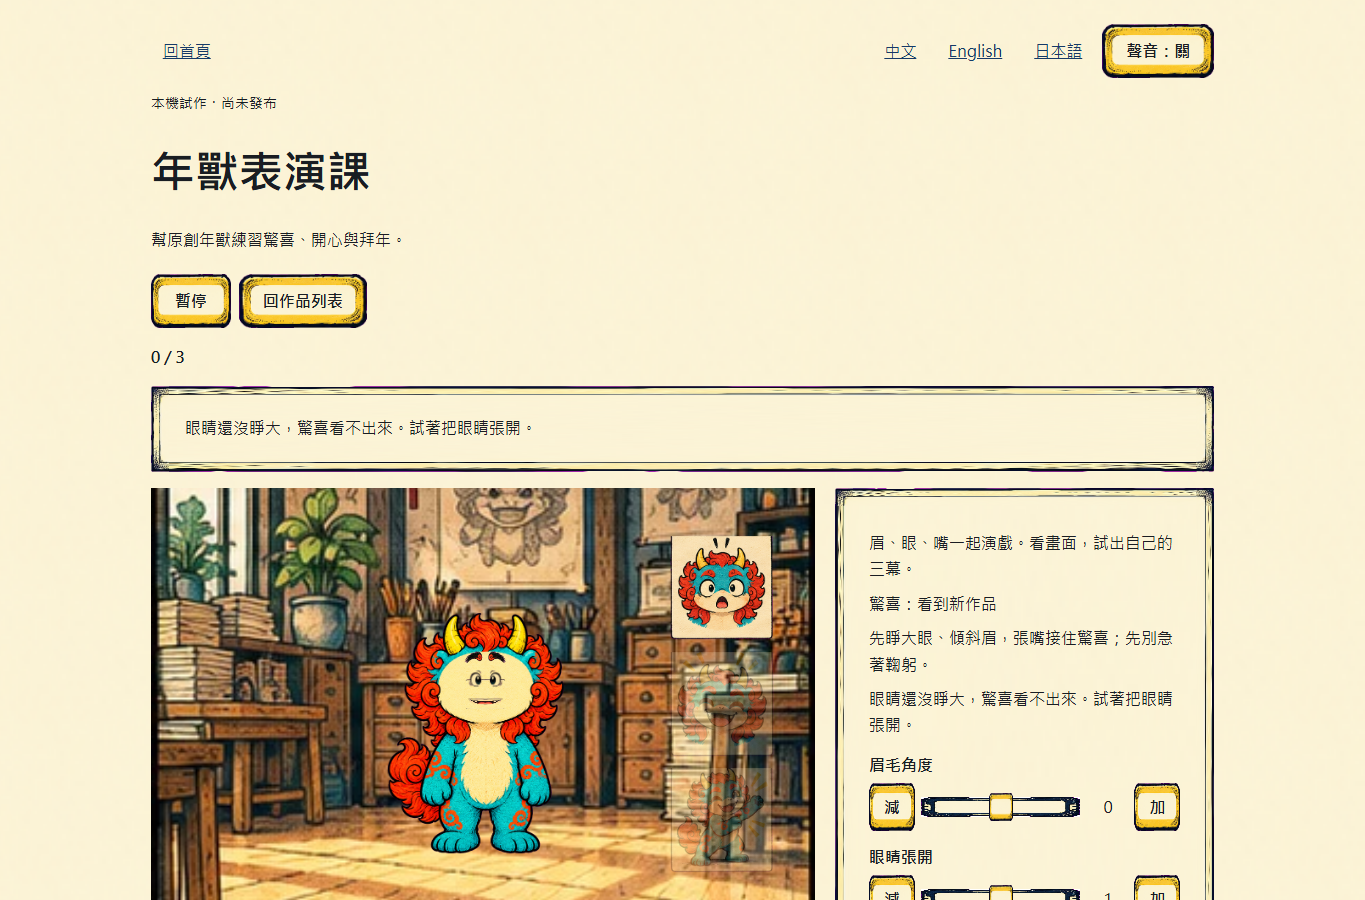 回首頁
中文 English 日本語 聲音：關
本機試作・尚未發布
年獸表演課
幫原創年獸練習驚喜、開心與拜年。
暫停 回作品列表
0 / 3
眼睛還沒睜大，驚喜看不出來。試著把眼睛張開。
眉、眼、嘴一起演戲。看畫面，試出自己的
三幕。
驚喜：看到新作品
先睜大眼、傾斜眉，張嘴接住驚喜；先別急
著鞠躬。
眼睛還沒睜大，驚喜看不出來。試著把眼睛
張開。
眉毛角度
減 0 加
眼睛張開
減 1 加